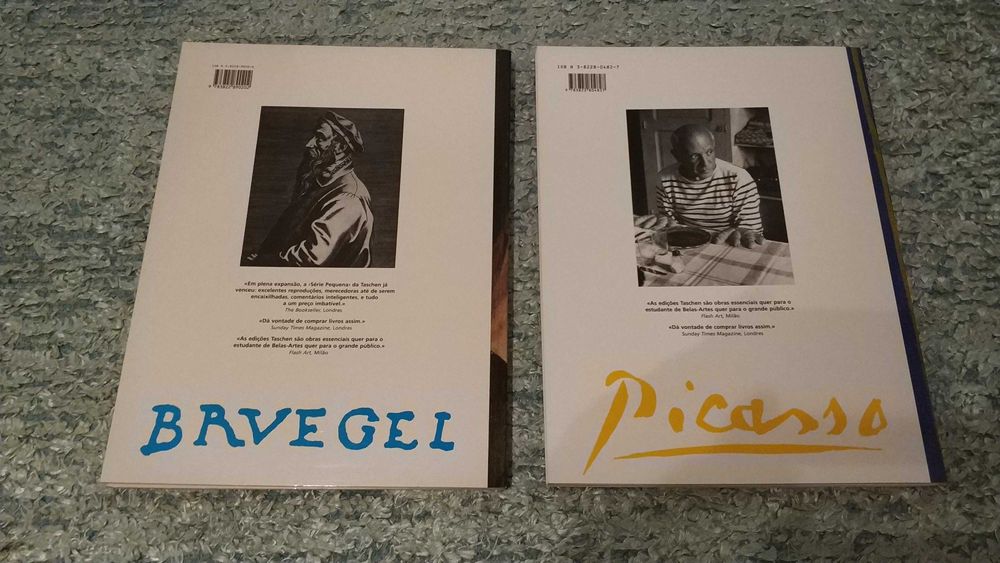 9 783822 890202
«Em plena expansão, a ‹Série Pequena› da Taschen já
venceu: excelentes reproduções, merecedoras até de serem
encaixilhadas, comentários inteligentes, e tudo
a um preço imbatível.»
The Bookseller, Londres
«Dá vontade de comprar livros assim.»
Sunday Times Magazine, Londres
«As edições Taschen são obras essenciais quer para o
estudante de Belas-Artes quer para o grande público.»
Flash Art, Milão
BRVEGEL
ISBN 3-8228-0482-7
«As edições Taschen são obras essenciais quer para o
estudante de Belas-Artes quer para o grande público.»
Flash Art, Milão
«Dá vontade de comprar livros assim.»
Sunday Times Magazine, Londres
Picasso